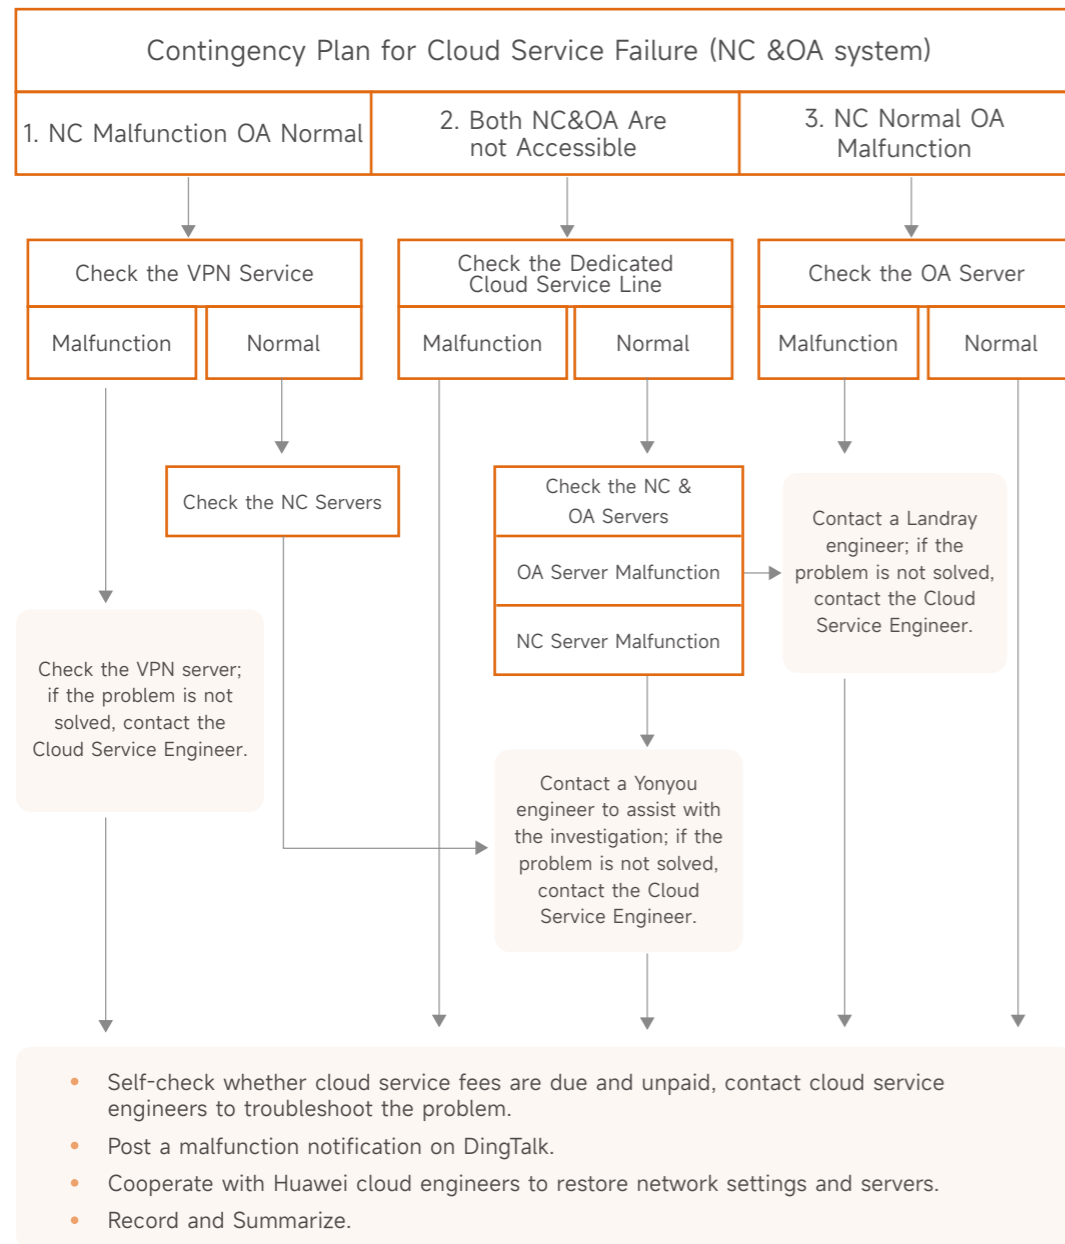 Contingency Plan for Cloud Service Failure (NC &OA system)
1. NC Malfunction OA Normal
2. Both NC&OA Are
not Accessible
3. NC Normal OA
Malfunction
Check the VPN Service
Malfunction
Normal
Check the Dedicated
Cloud Service Line
Malfunction
Normal
Check the OA Server
Malfunction
Normal
Check the NC Servers
Check the NC &
OA Servers
OA Server Malfunction
NC Server Malfunction
Contact a Landray
engineer; if the
problem is not solved,
contact the Cloud
Service Engineer.
Check the VPN server;
if the problem is not
solved, contact the
Cloud Service Engineer.
Contact a Yonyou
engineer to assist with
the investigation; if the
problem is not solved,
contact the Cloud
Service Engineer.
• Self-check whether cloud service fees are due and unpaid, contact cloud service
engineers to troubleshoot the problem.
• Post a malfunction notification on DingTalk.
• Cooperate with Huawei cloud engineers to restore network settings and servers.
• Record and Summarize.